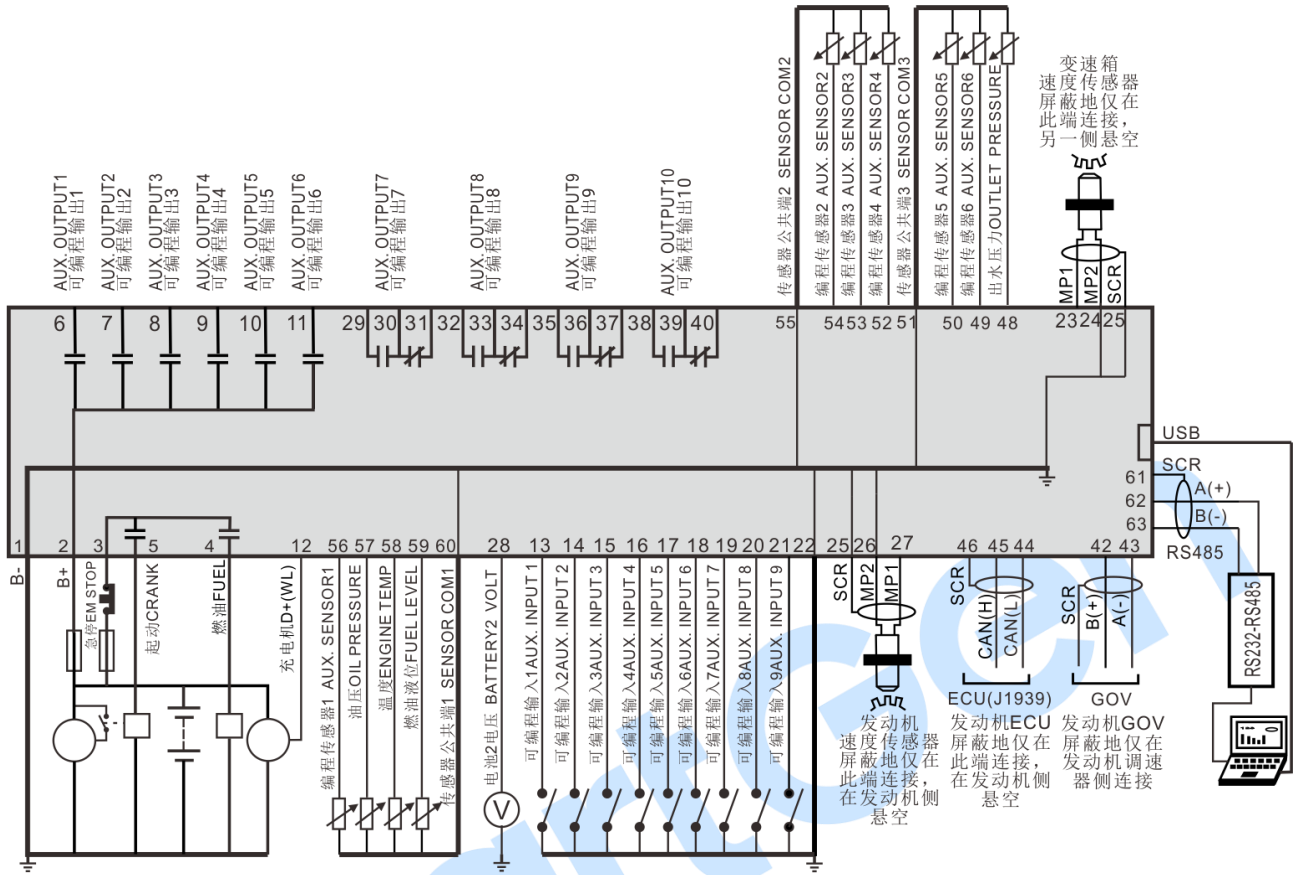 AUX. OUTPUT1
可编程输出1
AUX. OUTPUT2
可编程输出2
AUX. OUTPUT3
可编程输出3
AUX. OUTPUT4
可编程输出4
AUX. OUTPUT5
可编程输出5
AUX. OUTPUT6
可编程输出6
AUX. OUTPUT7
可编程输出7
AUX. OUTPUT8
可编程输出8
AUX. OUTPUT9
可编程输出9
AUX. OUTPUT10
可编程输出10
传感器公共端2 SENSOR COM2
编程传感器2 AUX. SENSOR2
编程传感器3 AUX. SENSOR3
编程传感器4 AUX. SENSOR4
传感器公共端3 SENSOR COM3
编程传感器5 AUX. SENSOR5
编程传感器6 AUX. SENSOR6
出水压力OUTLET PRESSURE
变速箱
速度传感器
屏蔽地仅在
此端连接，
另一侧悬空
MP1
MP2
SCR
6 7 8 9 10 11 29 30 31 32 33 34 35 36 37 38 39 40 55 54 53 52 51 50 49 48 23 24 25
USB
SCR
61
62
63
A(+)
B(-)
RS485
RS232-RS485
1 2 3 5 4 12 56 57 58 59 60 28 13 14 15 16 17 18 19 20 21 22 25 26 27 46 45 44 42 43
B-
B+
急停EM STOP
起动CRANK
燃油FUEL
充电机D+(WL)
编程传感器1 AUX. SENSOR1
油压OIL PRESSURE
温度ENGINE TEMP
燃油液位FUEL LEVEL
传感器公共端1 SENSOR COM1
电池2电压 BATTERY2 VOLT
V
可编程输入1AUX. INPUT 1
可编程输入2AUX. INPUT 2
可编程输入3AUX. INPUT 3
可编程输入4AUX. INPUT 4
可编程输入5AUX. INPUT 5
可编程输入6AUX. INPUT 6
可编程输入7AUX. INPUT 7
可编程输入8AUX. INPUT 8
可编程输入9AUX. INPUT 9
SCR
MP2
MP1
发动机
速度传感器
屏蔽地仅在
此端连接，
在发动机侧
悬空
SCR
CAN(H)
CAN(L)
ECU(J1939)
发动机ECU
屏蔽地仅在
此端连接，
在发动机侧
悬空
SCR
B(+)
A(-)
GOV
发动机GOV
屏蔽地仅在
发动机调速
器侧连接